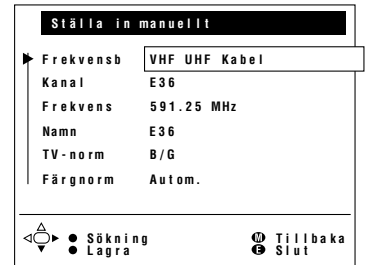 Ställa in manuellt
Frekvensb VHF UHF Kabel
Kanal E36
Frekvens 591.25 MHz
Namn E36
TV-norm B/G
Färgnorm Autom.
Sökning M Tillbaka
Lagra E Slut